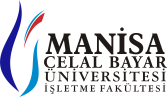 MANİSA
CELAL BAYAR
ÜNİVERSİTESİ
İŞLETME FAKÜLTESİ